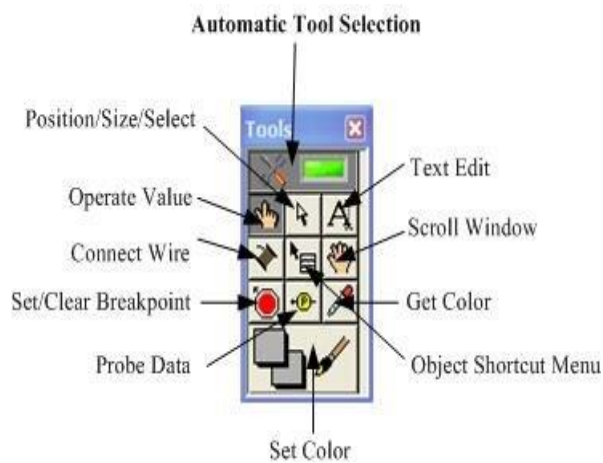 Automatic Tool Selection
Position/Size/Select
Tools
Text Edit
Operate Value
A
Scroll Window
Connect Wire
Set/Clear Breakpoint
P
Get Color
Probe Data
Object Shortcut Menu
Set Color